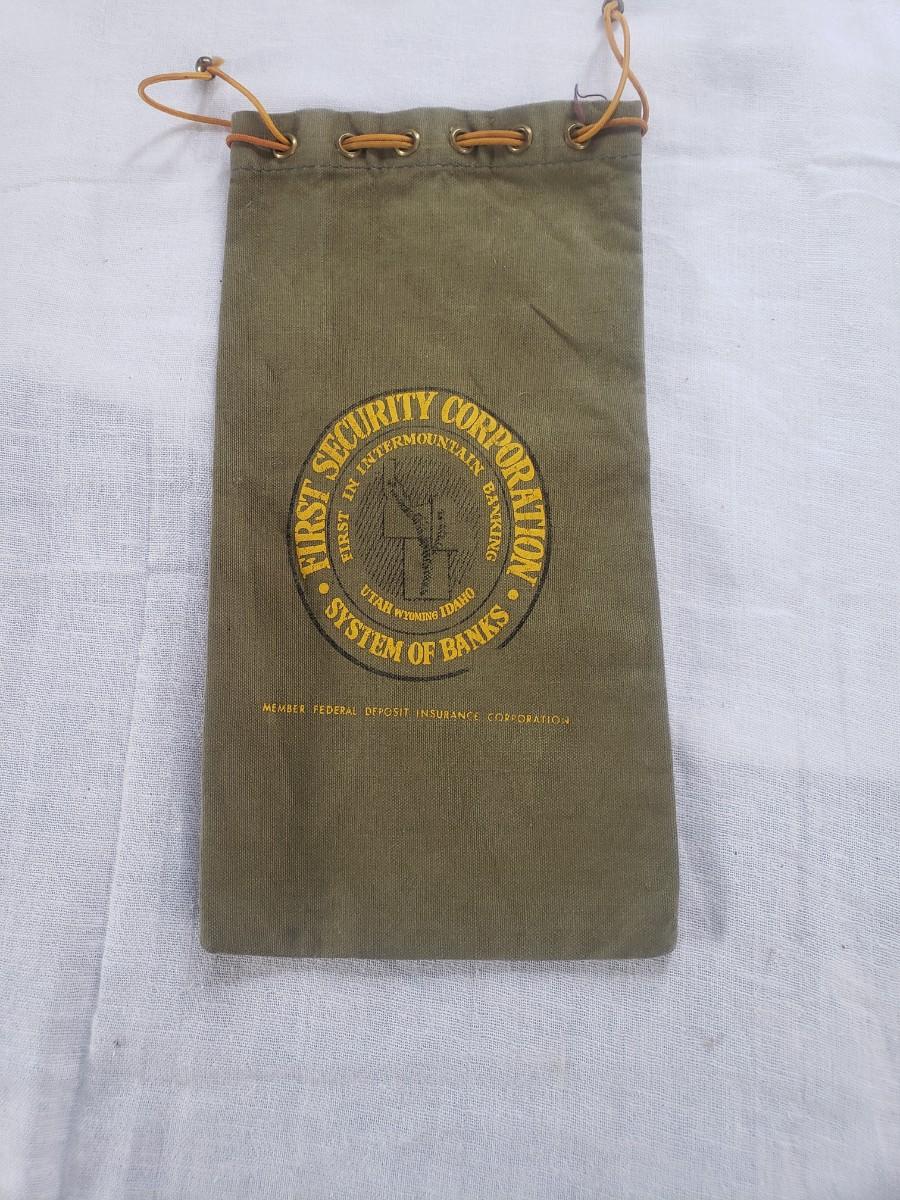 • FIRST SECURITY CORPORATION •
SYSTEM OF BANKS
FIRST IN INTERMOUNTAIN BANKING
UTAH WYOMING IDAHO
MEMBER FEDERAL DEPOSIT INSURANCE CORPORATION